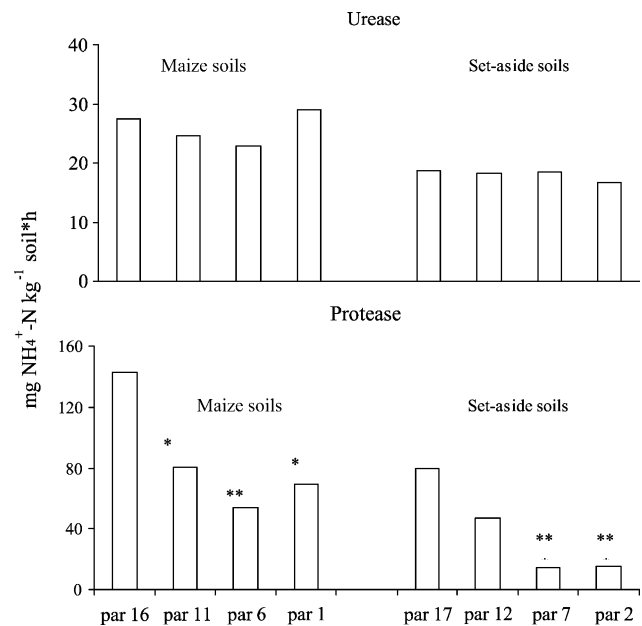 Urease
mg NH4+-N kg-1 soil*h
40
Maize soils
Set-aside soils
30
20
10
0
Protease
160
Maize soils
Set-aside soils
120
*
80
**
*
40
**
**
0
par 16
par 11
par 6
par 1
par 17
par 12
par 7
par 2